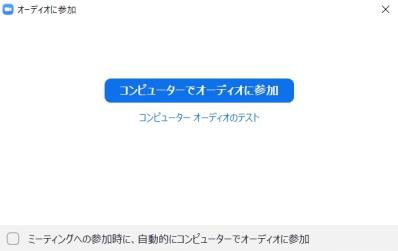 オーディオに参加
コンピューターでオーディオに参加
コンピューター オーディオのテスト
ミーティングへの参加時に、自動的にコンピューターでオーディオに参加